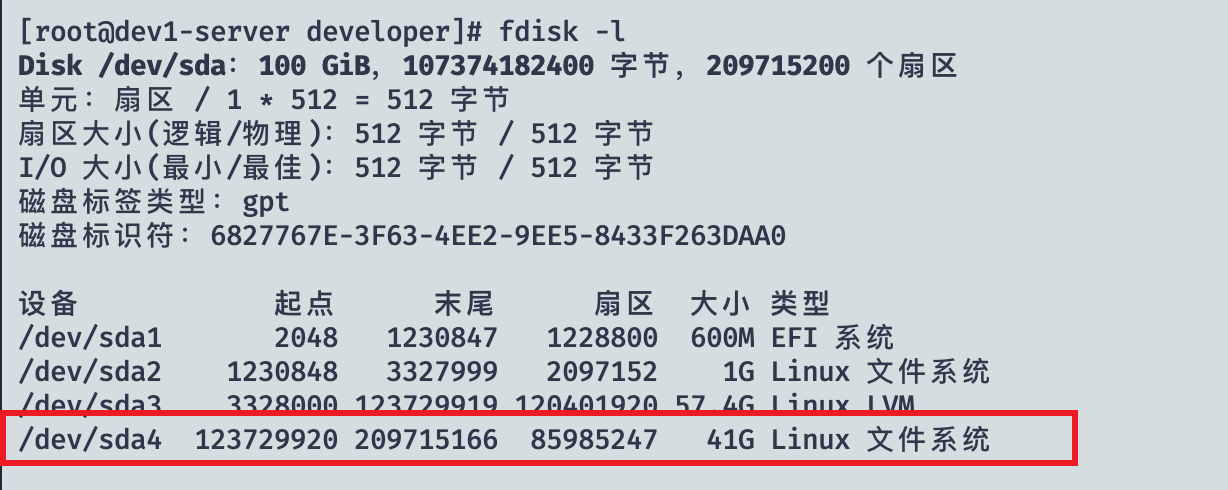 [root@dev1-server developer]# fdisk -l
Disk /dev/sda：100 GiB，107374182400 字节，209715200 个扇区
单元：扇区 / 1 * 512 = 512 字节
扇区大小(逻辑/物理)：512 字节 / 512 字节
I/O 大小(最小/最佳)：512 字节 / 512 字节
磁盘标签类型：gpt
磁盘标识符：6827767E-3F63-4EE2-9EE5-8433F263DAA0
设备 起点 末尾 扇区 大小 类型
/dev/sda1 2048 1230847 1228800 600M EFI 系统
/dev/sda2 1230848 3327999 2097152 1G Linux 文件系统
/dev/sda3 3328000 123729919 120401920 57.4G Linux LVM
/dev/sda4 123729920 209715166 85985247 41G Linux 文件系统